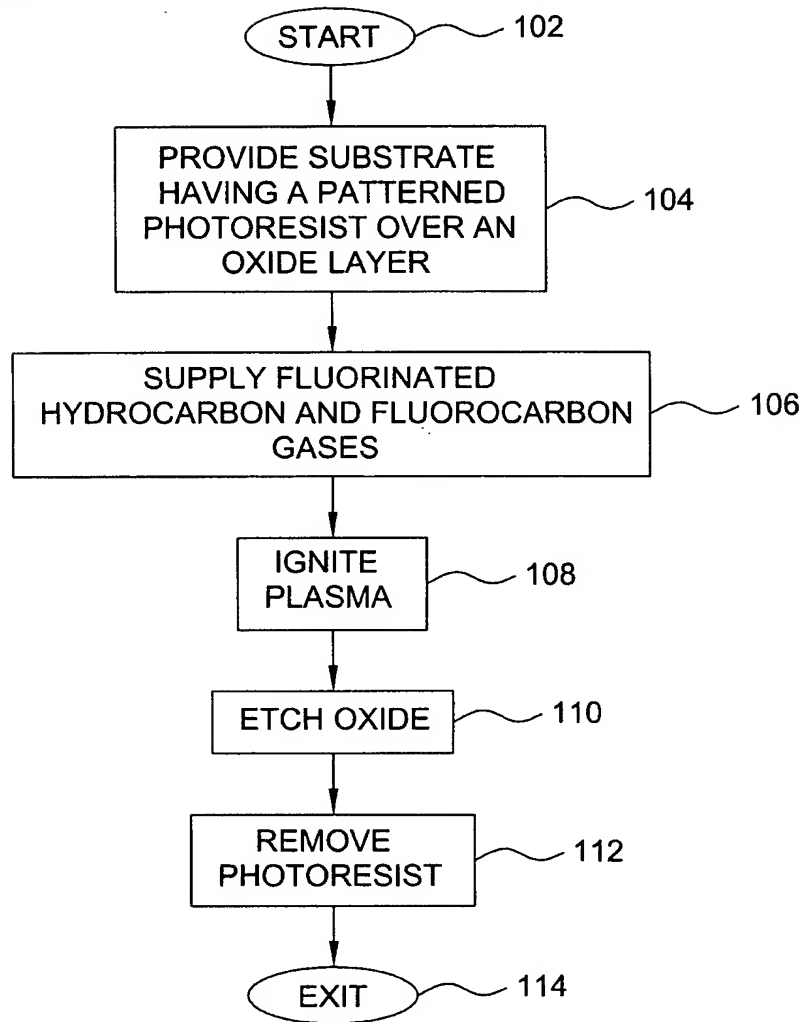 START
102
PROVIDE SUBSTRATE
HAVING A PATTERNED
PHOTORESIST OVER AN
OXIDE LAYER
104
SUPPLY FLUORINATED
HYDROCARBON AND FLUOROCARBON
GASES
106
IGNITE
PLASMA
108
ETCH OXIDE
110
REMOVE
PHOTORESIST
112
EXIT
114